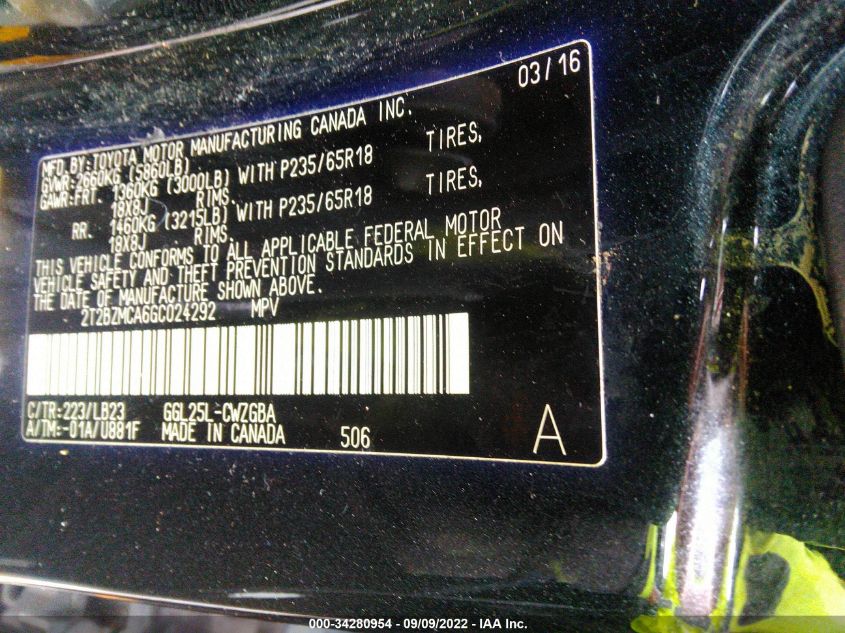 03/16
MFD BY: TOYOTA MOTOR MANUFACTURING CANADA INC.
GVWR: 2660KG (5860LB)
GAWR: FRT. 1360KG (3000LB) WITH P235/65R18 TIRES,
18X8J RIMS,
RR. 1460KG (3215LB) WITH P235/65R18 TIRES,
18X8J RIMS,
THIS VEHICLE CONFORMS TO ALL APPLICABLE FEDERAL MOTOR
VEHICLE SAFETY AND THEFT PREVENTION STANDARDS IN EFFECT ON
THE DATE OF MANUFACTURE SHOWN ABOVE.
2T2BZMCA6GC024292 MPV
C/TR: 223/LB23 GGL25L-CWZGBA
A/TM: -01A/U881F MADE IN CANADA 506 A
000-34280954 - 09/09/2022 - IAA Inc.